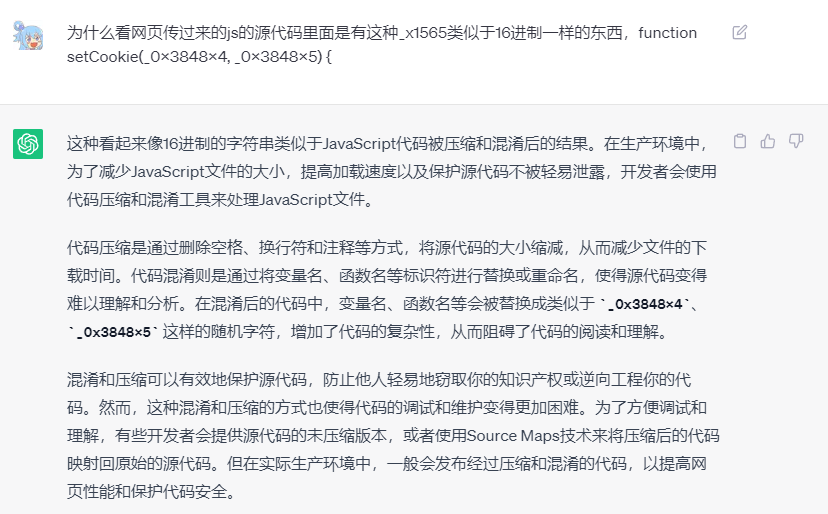 为什么看网页传过来的js的源代码里面是有这种_x1565类似于16进制一样的东西，function
setCookie(_0×3848×4, _0×3848×5) {
这种看起来像16进制的字符串类似于JavaScript代码被压缩和混淆后的结果。在生产环境中，
为了减少JavaScript文件的大小，提高加载速度以及保护源代码不被轻易泄露，开发者会使用
代码压缩和混淆工具来处理JavaScript文件。
代码压缩是通过删除空格、换行符和注释等方式，将源代码的大小缩减，从而减少文件的下
载时间。代码混淆则是通过将变量名、函数名等标识符进行替换或重命名，使得源代码变得
难以理解和分析。在混淆后的代码中，变量名、函数名等会被替换成类似于 `_0x3848×4`、
`_0x3848×5` 这样的随机字符，增加了代码的复杂性，从而阻碍了代码的阅读和理解。
混淆和压缩可以有效地保护源代码，防止他人轻易地窃取你的知识产权或逆向工程你的代
码。然而，这种混淆和压缩的方式也使得代码的调试和维护变得更加困难。为了方便调试和
理解，有些开发者会提供源代码的未压缩版本，或者使用Source Maps技术来将压缩后的代码
映射回原始的源代码。但在实际生产环境中，一般会发布经过压缩和混淆的代码，以提高网
页性能和保护代码安全。